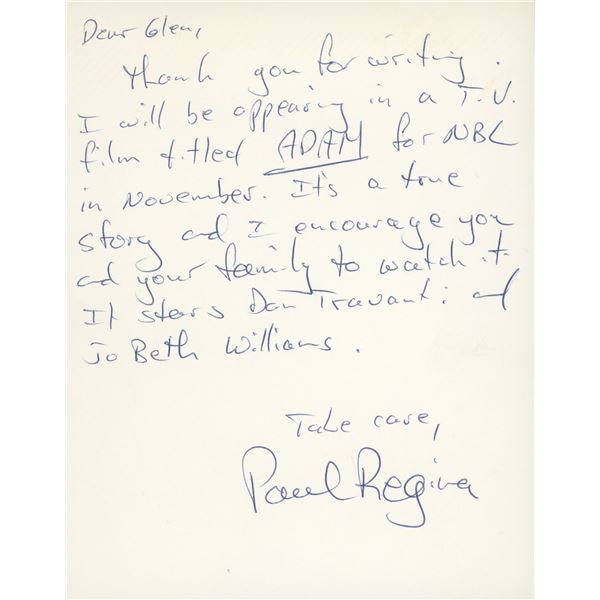 Dear Glen,
Thank you for writing.
I will be appearing in a T.V.
film titled ADAM for NBC
in November. It's a true
story and I encourage you
and your family to watch it.
It stars Dan Travanti and
Jo Beth Williams.
Take care,
Paul Regina